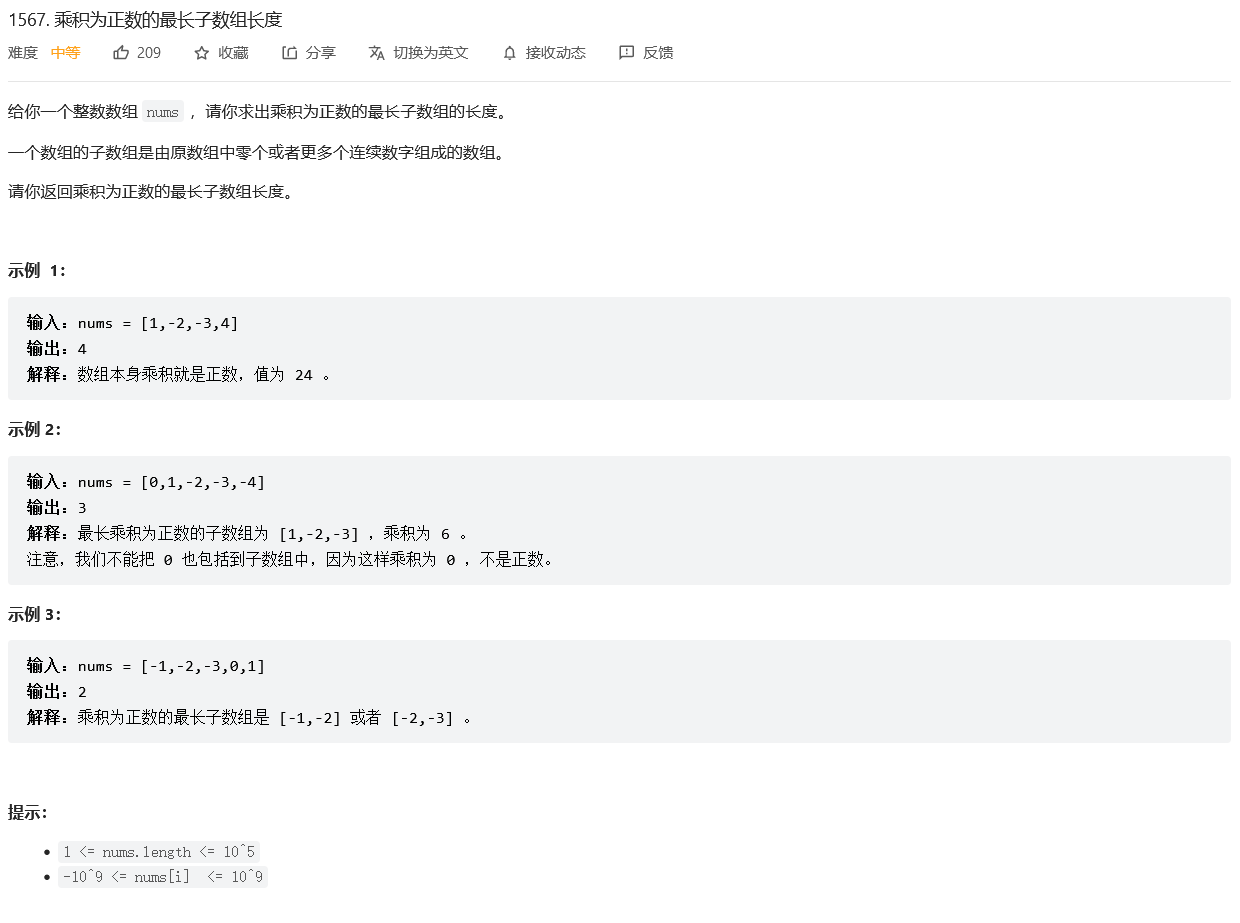 1567. 乘积为正数的最长子数组长度
难度 中等 209 收藏 分享 切换为英文 接收动态 反馈
给你一个整数数组 nums ，请你求出乘积为正数的最长子数组的长度。
一个数组的子数组是由原数组中零个或者更多个连续数字组成的数组。
请你返回乘积为正数的最长子数组长度。
示例 1：
输入：nums = [1,-2,-3,4]
输出：4
解释：数组本身乘积就是正数，值为 24 。
示例 2：
输入：nums = [0,1,-2,-3,-4]
输出：3
解释：最长乘积为正数的子数组为 [1,-2,-3] ，乘积为 6 。
注意，我们不能把 0 也包括到子数组中，因为这样乘积为 0 ，不是正数。
示例 3：
输入：nums = [-1,-2,-3,0,1]
输出：2
解释：乘积为正数的最长子数组是 [-1,-2] 或者 [-2,-3] 。
提示：
• 1 <= nums.length <= 10^5
• -10^9 <= nums[i]  <= 10^9